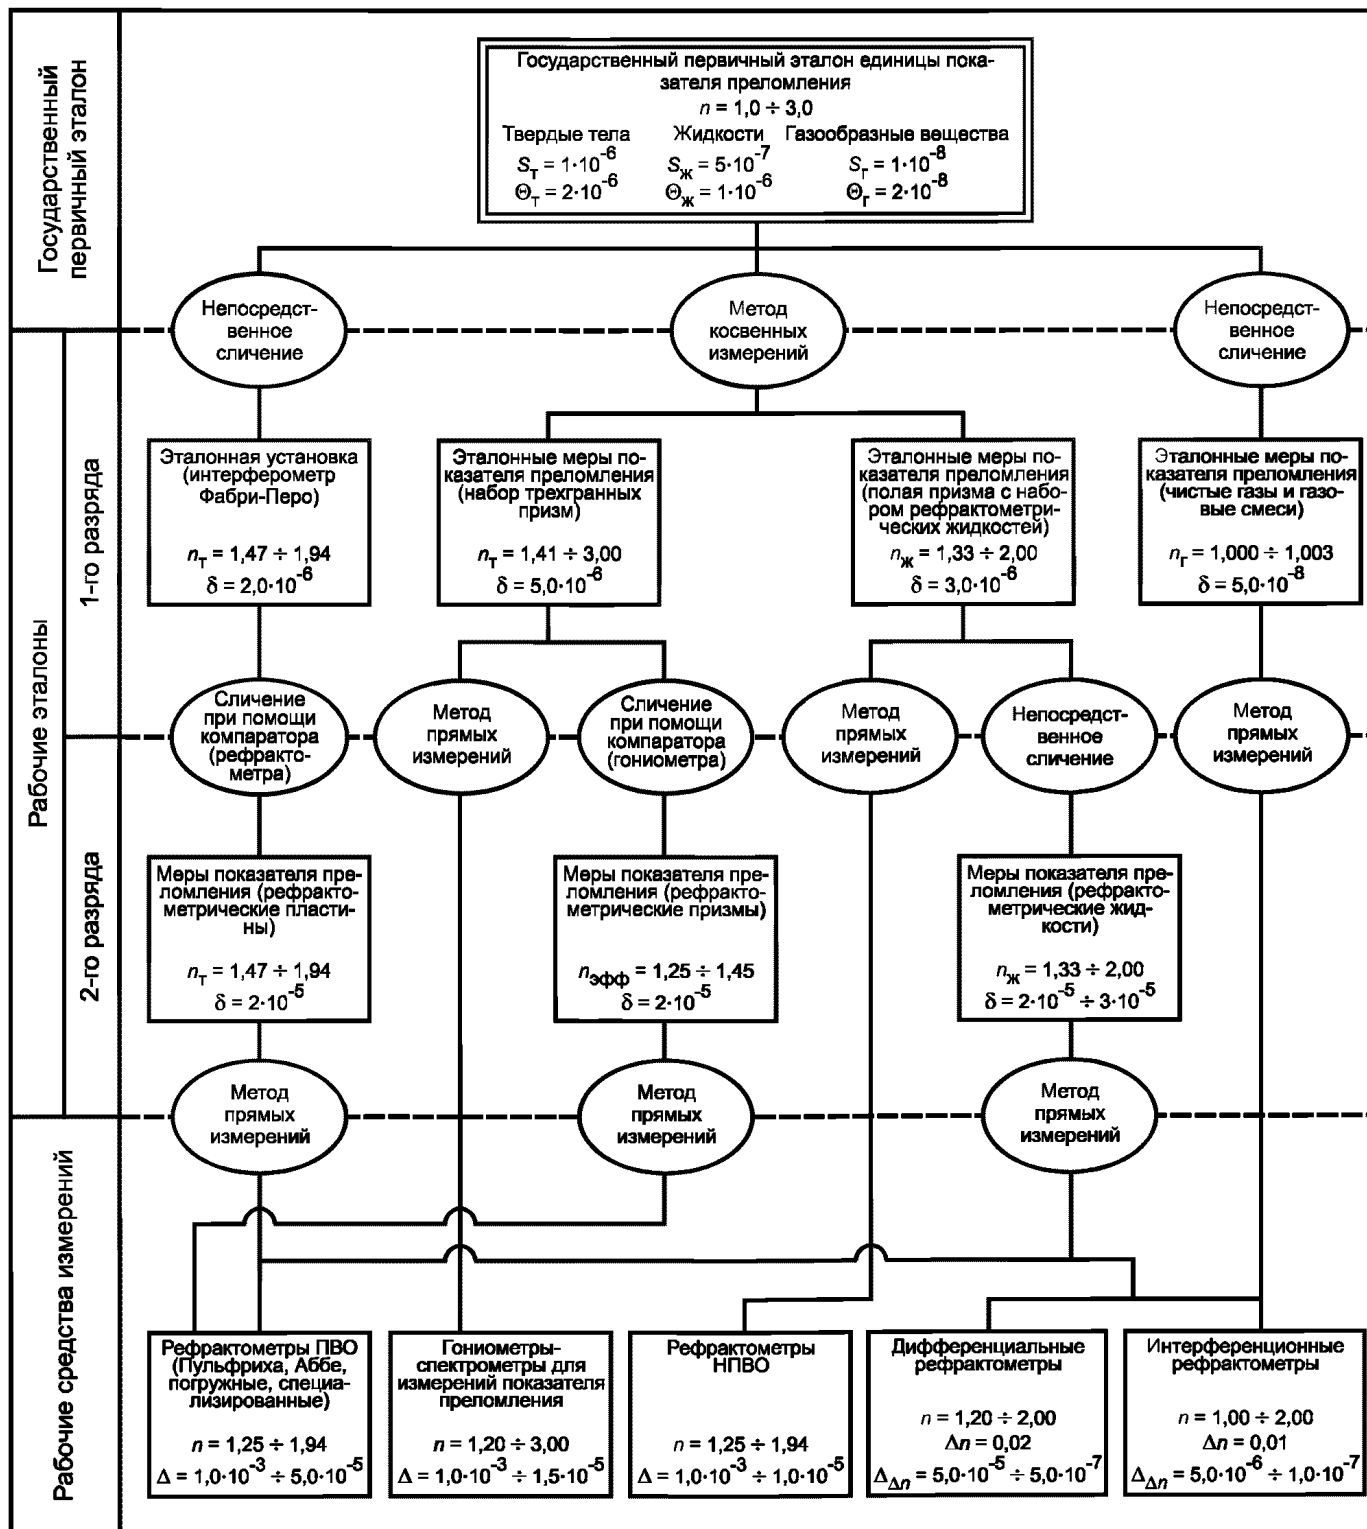 Государственный
первичный эталон
Государственный первичный эталон единицы пока-
зателя преломления
n = 1,0 ÷ 3,0
Твердые тела Жидкости Газообразные вещества
S_т = 1·10^-6 S_ж = 5·10^-7 S_г = 1·10^-8
Θ_т = 2·10^-6 Θ_ж = 1·10^-6 Θ_г = 2·10^-8
Непосредст-
венное
сличение
Метод
косвенных
измерений
Непосредст-
венное
сличение
Рабочие эталоны
1-го разряда
Эталонная установка
(интерферометр
Фабри-Перо)
n_т = 1,47 ÷ 1,94
δ = 2,0·10^-6
Эталонные меры по-
казателя преломления
(набор трехгранных
призм)
n_т = 1,41 ÷ 3,00
δ = 5,0·10^-6
Эталонные меры по-
казателя преломления
(полая призма с набо-
ром рефрактометри-
ческих жидкостей)
n_ж = 1,33 ÷ 2,00
δ = 3,0·10^-6
Эталонные меры по-
казателя преломления
(чистые газы и газо-
вые смеси)
n_г = 1,000 ÷ 1,003
δ = 5,0·10^-8
Сличение
при помощи
компаратора
(рефракто-
метра)
Метод
прямых
измерений
Сличение
при помощи
компаратора
(гониометра)
Метод
прямых
измерений
Непосредст-
венное
сличение
Метод
прямых
измерений
2-го разряда
Меры показателя пре-
ломления (рефракто-
метрические пласти-
ны)
n_т = 1,47 ÷ 1,94
δ = 2·10^-5
Меры показателя пре-
ломления (рефракто-
метрические призмы)
n_эфф = 1,25 ÷ 1,45
δ = 2·10^-5
Меры показателя пре-
ломления (рефракто-
метрические жид-
кости)
n_ж = 1,33 ÷ 2,00
δ = 2·10^-5 ÷ 3·10^-5
Метод
прямых
измерений
Метод
прямых
измерений
Метод
прямых
измерений
Рабочие средства измерений
Рефрактометры ПВО
(Пульфриха, Аббе,
погружные, специа-
лизированные)
n = 1,25 ÷ 1,94
Δ = 1,0·10^-3 ÷ 5,0·10^-5
Гониометры-
спектрометры для
измерений показателя
преломления
n = 1,20 ÷ 3,00
Δ = 1,0·10^-3 ÷ 1,5·10^-5
Рефрактометры
НПВО
n = 1,25 ÷ 1,94
Δ = 1,0·10^-3 ÷ 1,0·10^-5
Дифференциальные
рефрактометры
n = 1,20 ÷ 2,00
Δn = 0,02
Δ_Δn = 5,0·10^-5 ÷ 5,0·10^-7
Интерференционные
рефрактометры
n = 1,00 ÷ 2,00
Δn = 0,01
Δ_Δn = 5,0·10^-6 ÷ 1,0·10^-7